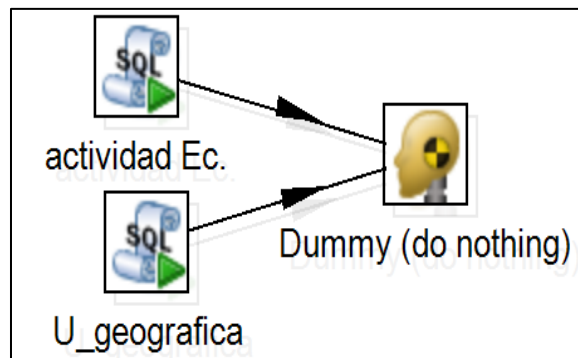 SQL
actividad Ec.
SQL
Dummy (do nothing)
U_geografica